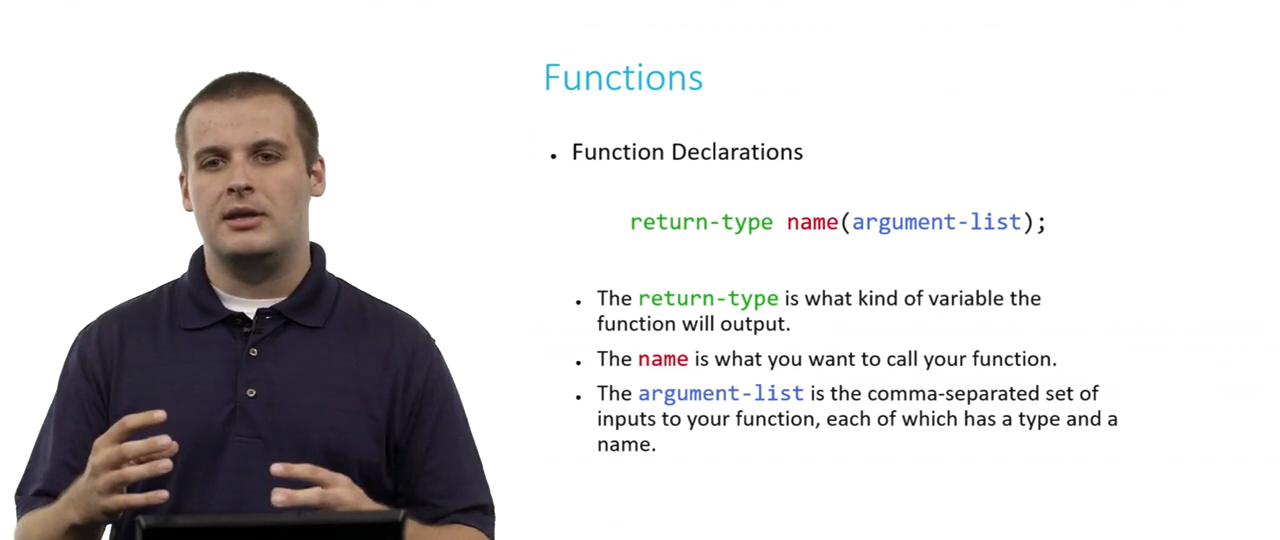 Functions
• Function Declarations
return-type name(argument-list);
• The return-type is what kind of variable the
function will output.
• The name is what you want to call your function.
• The argument-list is the comma-separated set of
inputs to your function, each of which has a type and a
name.